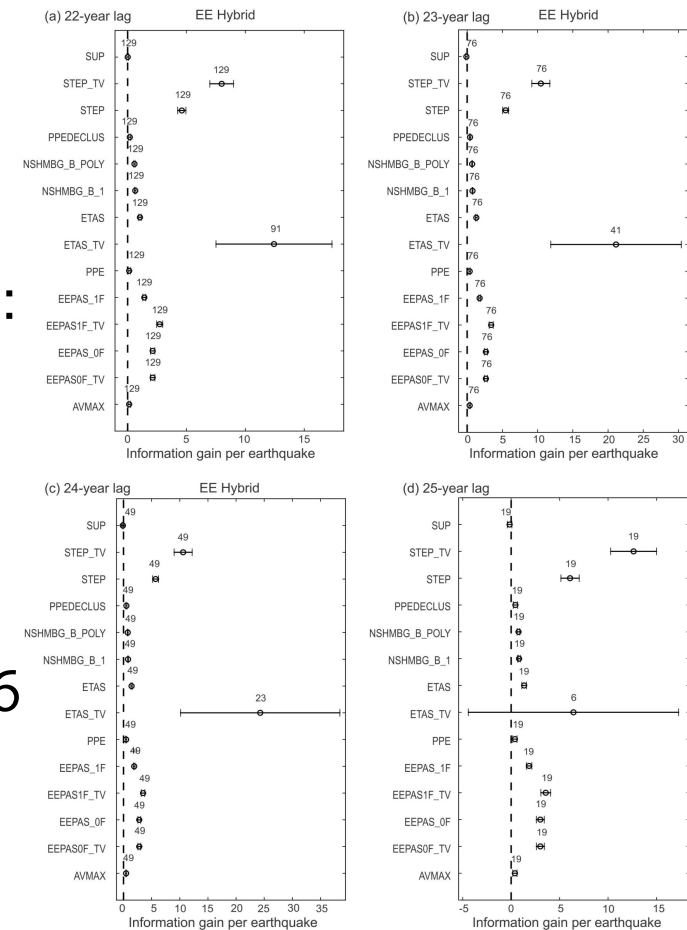 (a) 22-year lag EE Hybrid
129
SUP
129
STEP_TV
129
STEP
129
PPEDECLUS
129
NSHMBG_B_POLY
129
NSHMBG_B_1
129
ETAS
91
ETAS_TV
129
PPE
129
EEPAS_1F
129
EEPAS1F_TV
129
EEPAS_0F
129
EEPAS0F_TV
129
AVMAX
0 5 10 15
Information gain per earthquake
(b) 23-year lag EE Hybrid
76
SUP
76
STEP_TV
76
STEP
76
PPEDECLUS
76
NSHMBG_B_POLY
76
NSHMBG_B_1
76
ETAS
41
ETAS_TV
76
PPE
76
EEPAS_1F
76
EEPAS1F_TV
76
EEPAS_0F
76
EEPAS0F_TV
76
AVMAX
0 5 10 15 20 25 30
Information gain per earthquake
:
(c) 24-year lag EE Hybrid
49
SUP
49
STEP_TV
49
STEP
49
PPEDECLUS
49
NSHMBG_B_POLY
49
NSHMBG_B_1
49
ETAS
23
ETAS_TV
49
PPE
49
EEPAS_1F
49
EEPAS1F_TV
49
EEPAS_0F
49
EEPAS0F_TV
49
AVMAX
0 5 10 15 20 25 30 35
Information gain per earthquake
(d) 25-year lag
19
SUP
19
STEP_TV
19
STEP
19
PPEDECLUS
19
NSHMBG_B_POLY
19
NSHMBG_B_1
19
ETAS
6
ETAS_TV
19
PPE
19
EEPAS_1F
19
EEPAS1F_TV
19
EEPAS_0F
19
EEPAS0F_TV
19
AVMAX
-5 0 5 10 15
Information gain per earthquake
6